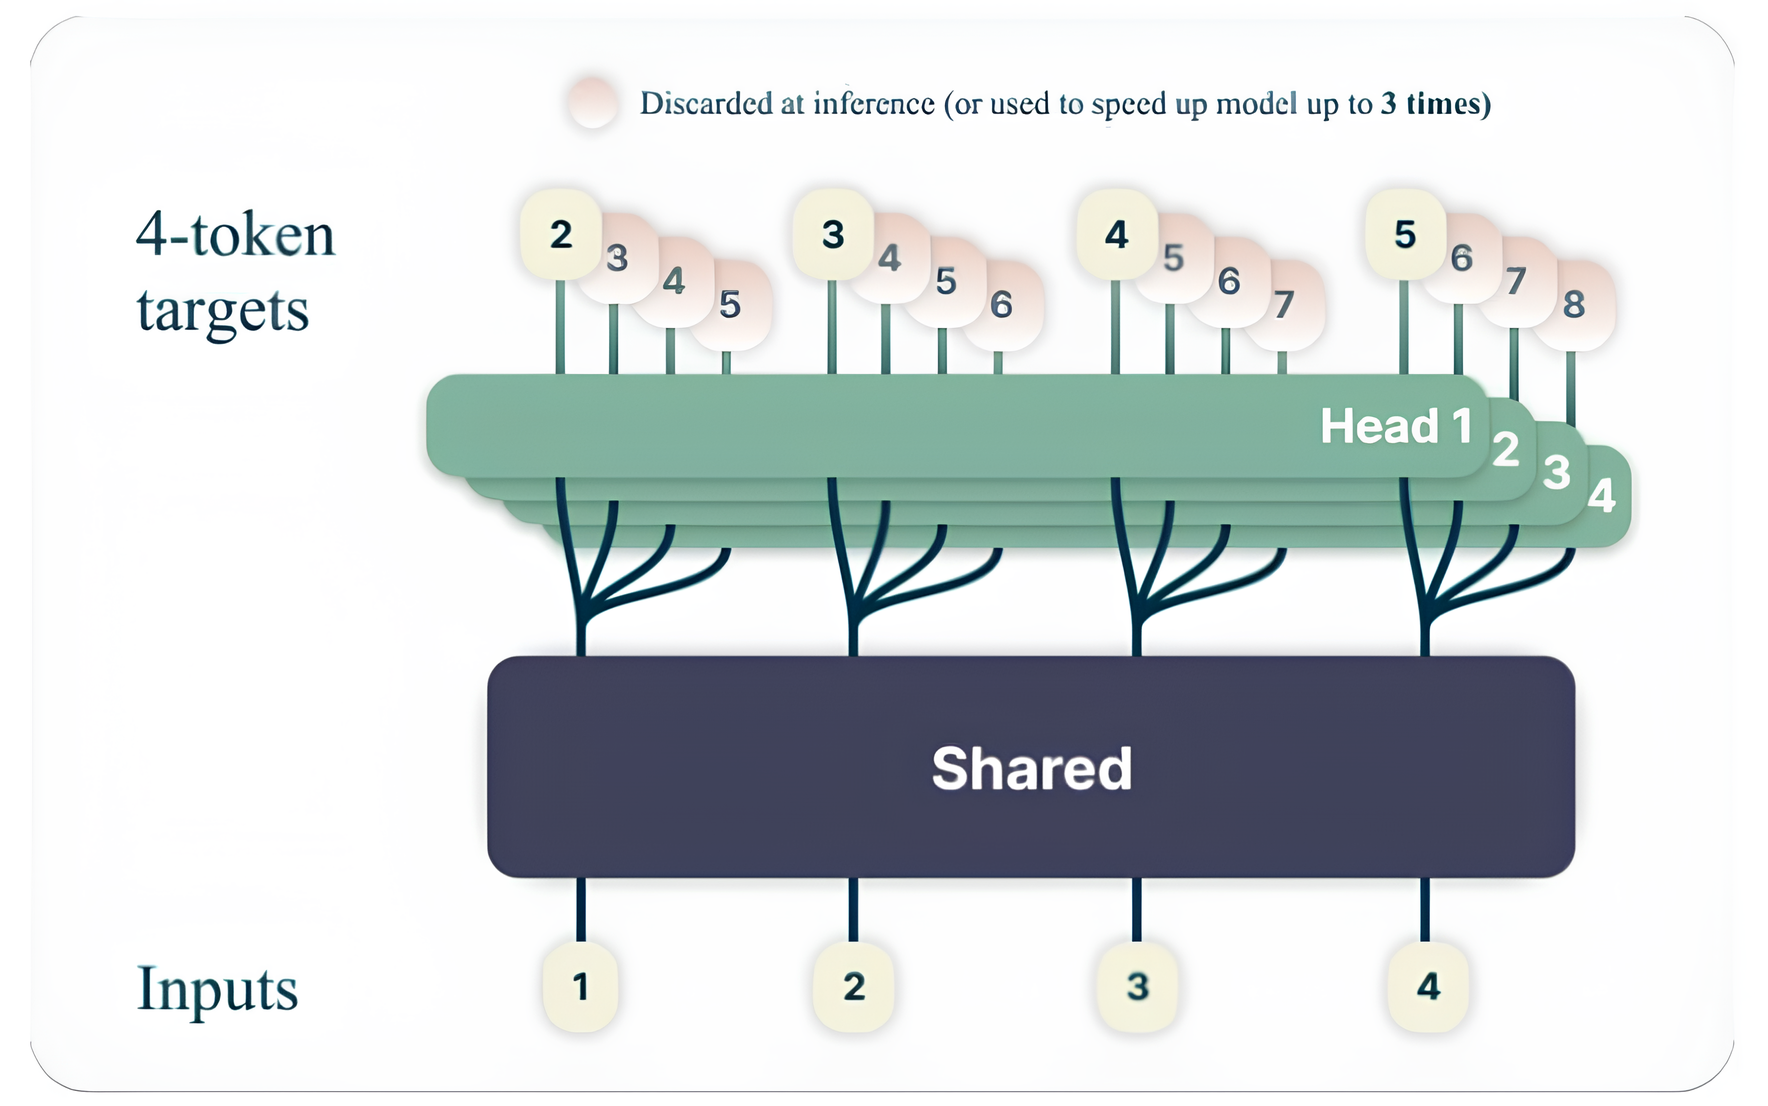 Discarded at inference (or used to speed up model up to 3 times)
4-token
targets
2 3 4 5
3 4 5 6
4 5 6 7
5 6 7 8
Head 1 2 3 4
Shared
Inputs
1 2 3 4